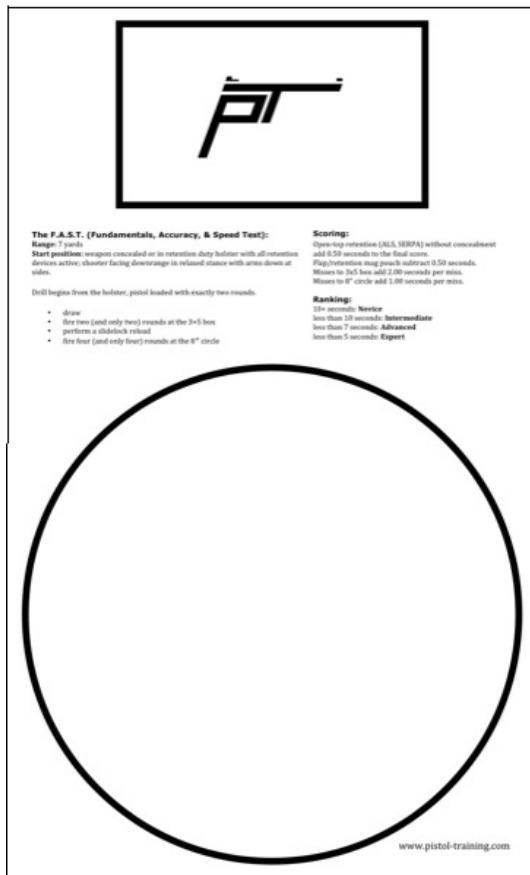 PT
The F.A.S.T. (Fundamentals, Accuracy, & Speed Test):
Range: 7 yards
Start position: weapon concealed or in retention duty holster with all retention
devices active; shooter facing downrange in relaxed stance with arms down at
sides.
Drill begins from the holster, pistol loaded with exactly two rounds.
• draw
• fire two (and only two) rounds at the 3×5 box
• perform a slidelock reload
• fire four (and only four) rounds at the 8" circle
Scoring:
Open-top retention (ALS, SERPA) without concealment
add 0.50 seconds to the final score.
Flap/retention mag pouch subtract 0.50 seconds.
Misses to 3x5 box add 2.00 seconds per miss.
Misses to 8" circle add 1.00 seconds per miss.
Ranking:
10+ seconds: Novice
less than 10 seconds: Intermediate
less than 7 seconds: Advanced
less than 5 seconds: Expert
www.pistol-training.com